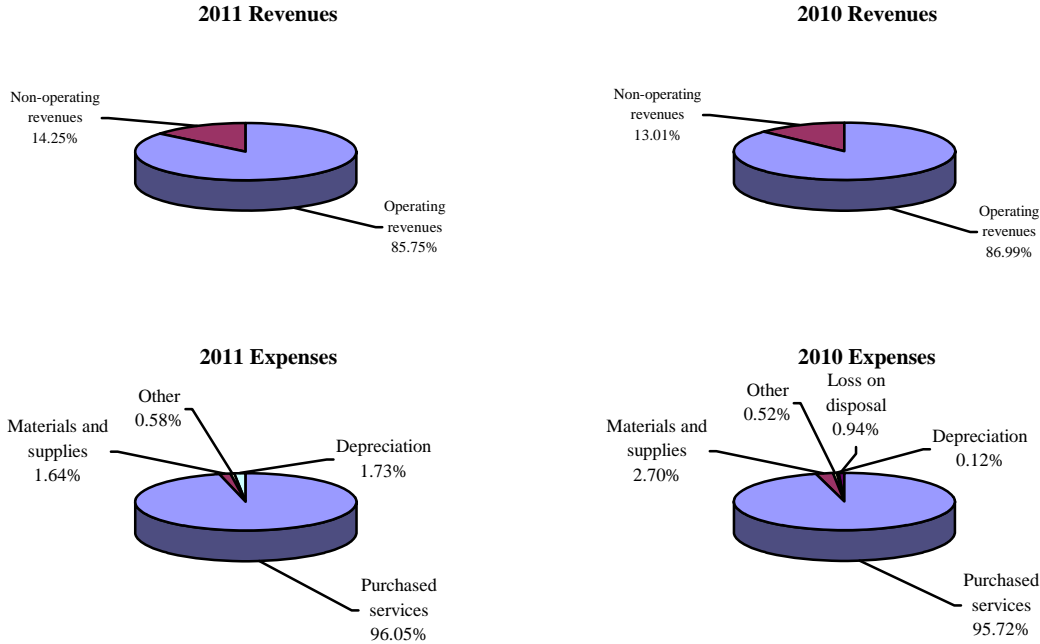 2011 Revenues
Non-operating
revenues
14.25%
Operating
revenues
85.75%
2010 Revenues
Non-operating
revenues
13.01%
Operating
revenues
86.99%
2011 Expenses
Other
0.58%
Materials and
supplies
1.64%
Depreciation
1.73%
Purchased
services
96.05%
2010 Expenses
Loss on
disposal
0.94%
Other
0.52%
Materials and
supplies
2.70%
Depreciation
0.12%
Purchased
services
95.72%